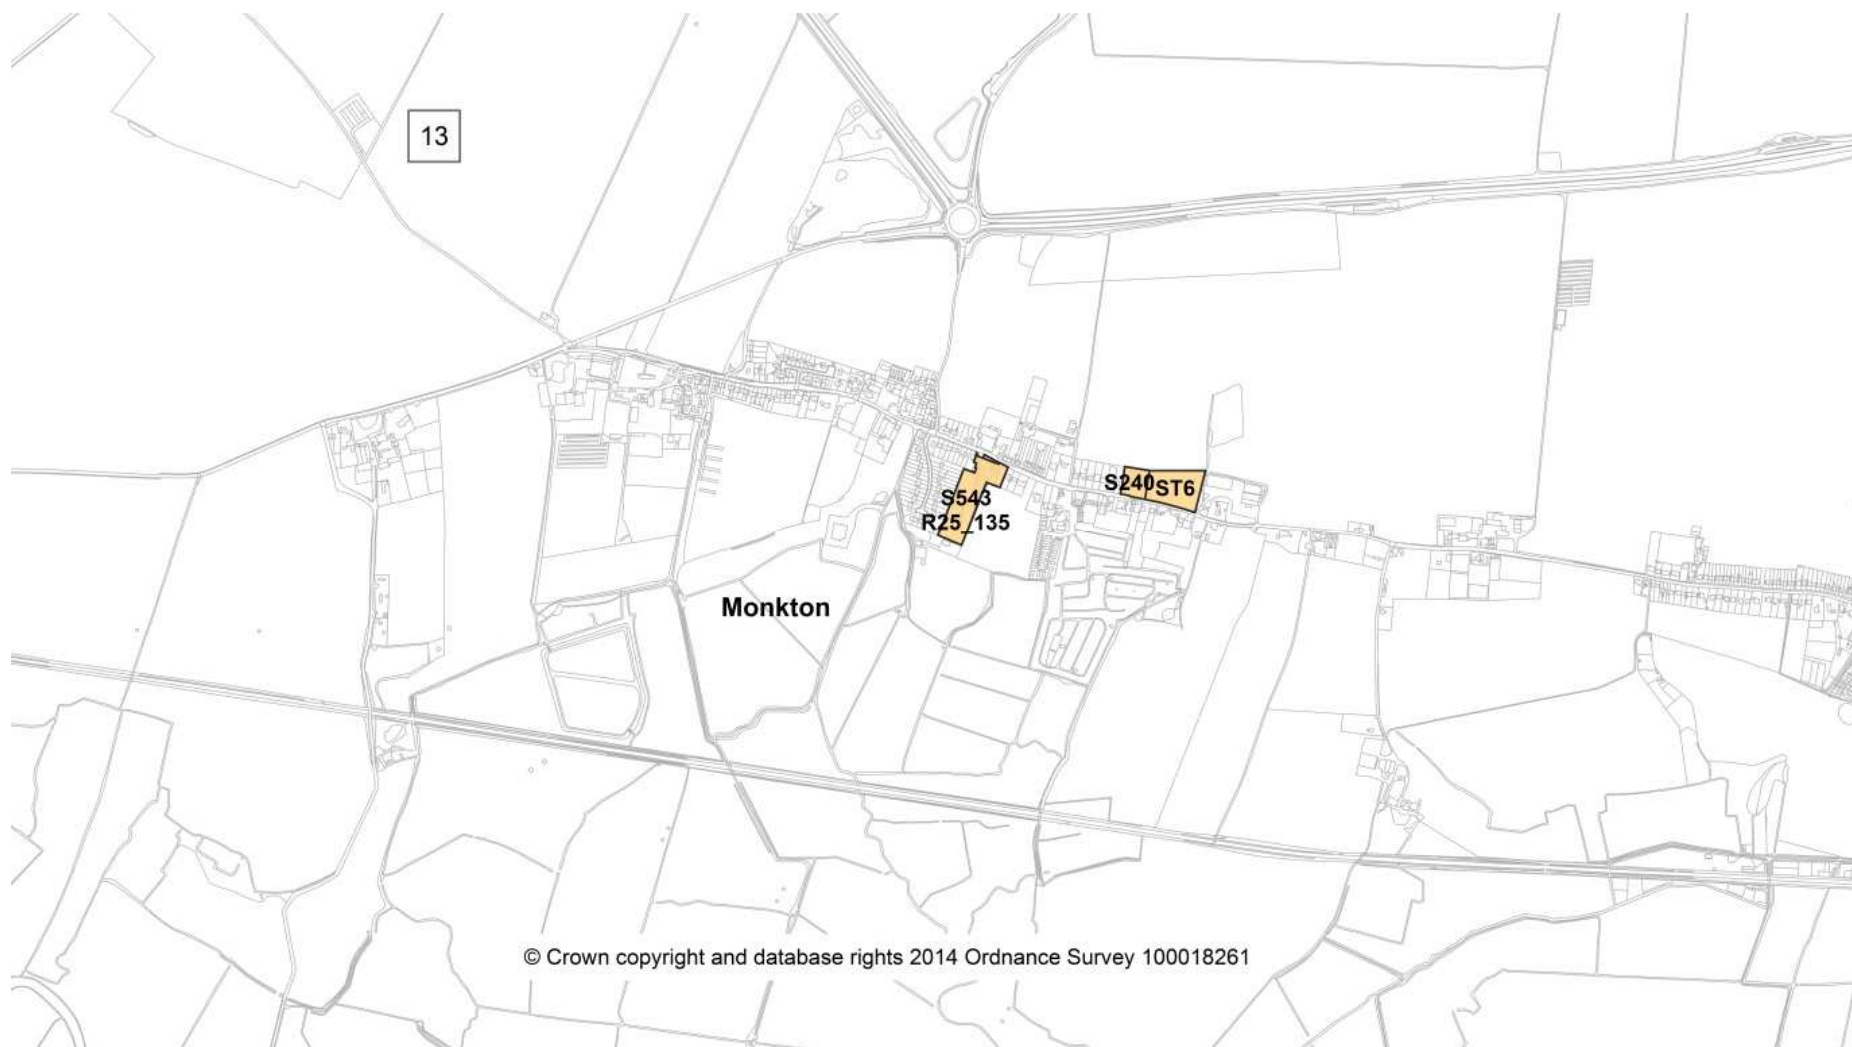 13
S240 ST6
S543
R25_135
Monkton
© Crown copyright and database rights 2014 Ordnance Survey 100018261